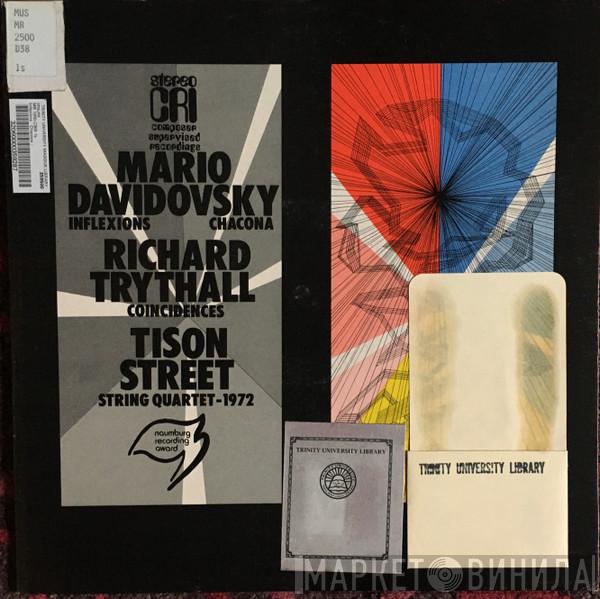 MUS
MR
2500
D38
1s
stereo
CRI
composer
supervised
recordings
MARIO
DAVIDOVSKY
INFLEXIONS CHACONA
RICHARD
TRYTHALL
COINCIDENCES
TISON
STREET
STRING QUARTET-1972
naumburg
recording
award
TRINITY UNIVERSITY LIBRARY
TRINITY UNIVERSITY LIBRARY
МАРКЕТ ВИНИЛА